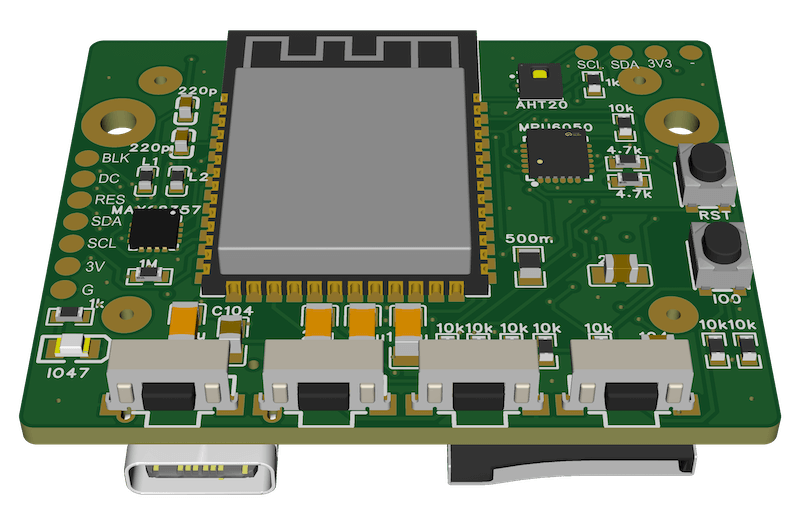 SCL SDA 3V3 -
220p
1k
AHT20
10k
MPU6050
220p
BLK
L1
4.7k
DC
L2
4.7k
RES
RST
SDA
500m
SCL
1M
3V
G
IO0
1k
C104
10k
10k
10k
10k
10k
10k
10k
IO47